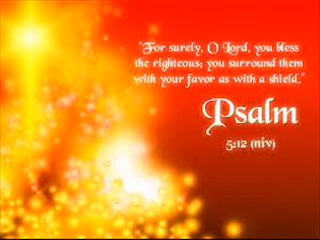 "For surely, O Lord, you bless
the righteous; you surround them
with your favor as with a shield."
Psalm
5:12 (niv)